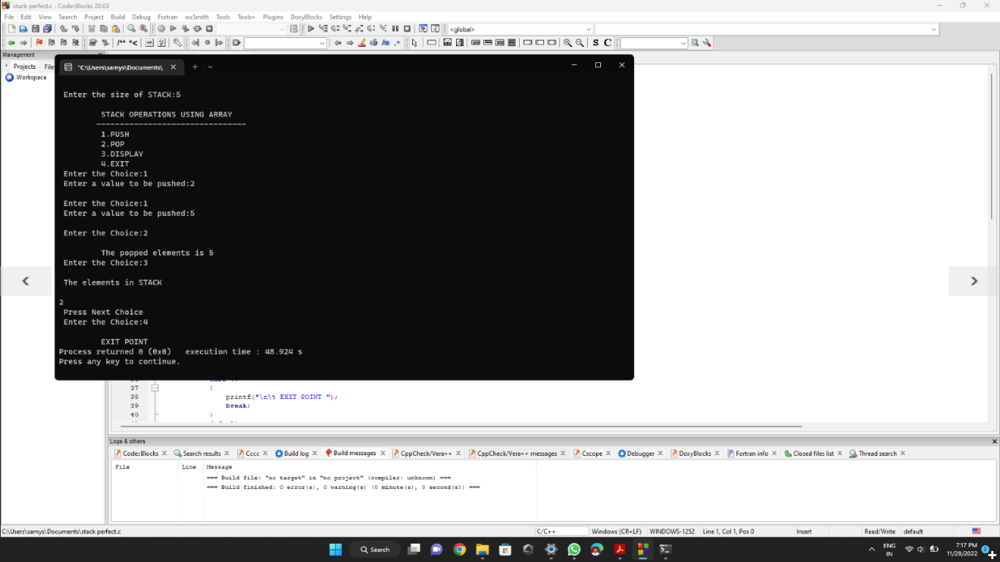 stack perfect.c - Code::Blocks 20.03
File Edit View Search Project Build Debug Fortran wxSmith Tools Tools+ Plugins DoxyBlocks Settings Help
<global>
/** *< Aa .* S C
Management
Projects File
Workspace
"C:\Users\samys\Documents\
Enter the size of STACK:5
STACK OPERATIONS USING ARRAY
--------------------------------
1.PUSH
2.POP
3.DISPLAY
4.EXIT
Enter the Choice:1
Enter a value to be pushed:2
Enter the Choice:1
Enter a value to be pushed:5
Enter the Choice:2
The popped elements is 5
Enter the Choice:3
The elements in STACK
2
Press Next Choice
Enter the Choice:4
EXIT POINT
Process returned 0 (0x0) execution time : 48.924 s
Press any key to continue.
37 {
38 printf("\n\t EXIT POINT ");
39 break;
40 }
Logs & others
Code::Blocks Search results Cccc Build log Build messages CppCheck/Vera++ CppCheck/Vera++ messages Cscope Debugger DoxyBlocks Fortran info Closed files list Thread search
File Line Message
=== Build file: "no target" in "no project" (compiler: unknown) ===
=== Build finished: 0 error(s), 0 warning(s) (0 minute(s), 0 second(s)) ===
C:\Users\samys\Documents\stack perfect.c C/C++ Windows (CR+LF) WINDOWS-1252 Line 1, Col 1, Pos 0 Insert Read/Write default
Search
ENG
IN
7:17 PM
11/29/2022
2